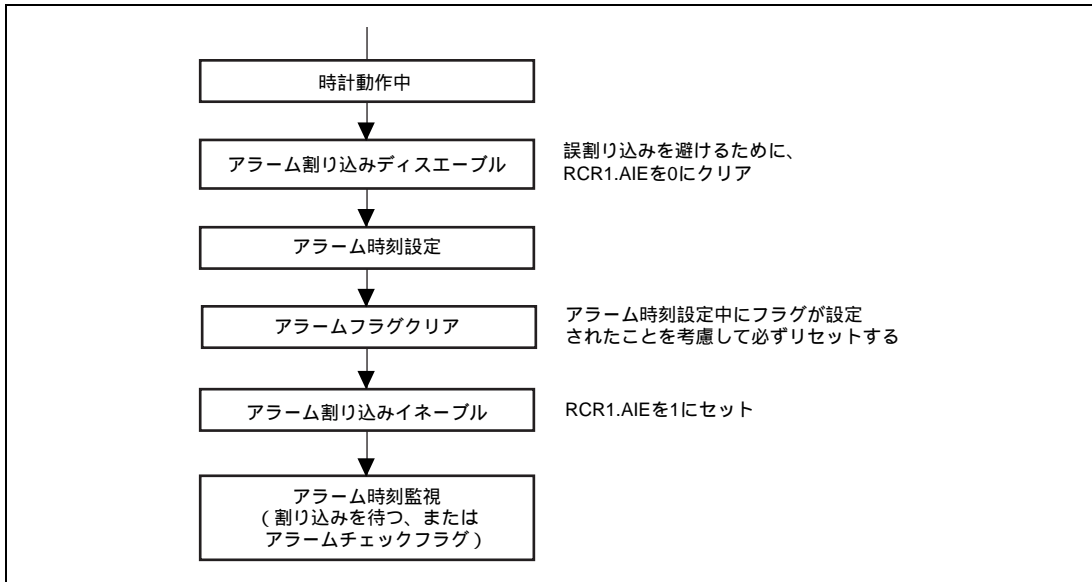 時計動作中
アラーム割り込みディスエーブル
誤割り込みを避けるために、
RCR1.AIEを0にクリア
アラーム時刻設定
アラームフラグクリア
アラーム時刻設定中にフラグが設定
されたことを考慮して必ずリセットする
アラーム割り込みイネーブル
RCR1.AIEを1にセット
アラーム時刻監視
（割り込みを待つ、または
アラームチェックフラグ）